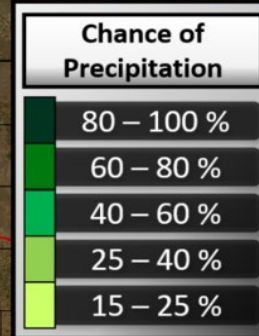 Chance of
Precipitation
80 – 100 %
60 – 80 %
40 – 60 %
25 – 40 %
15 – 25 %